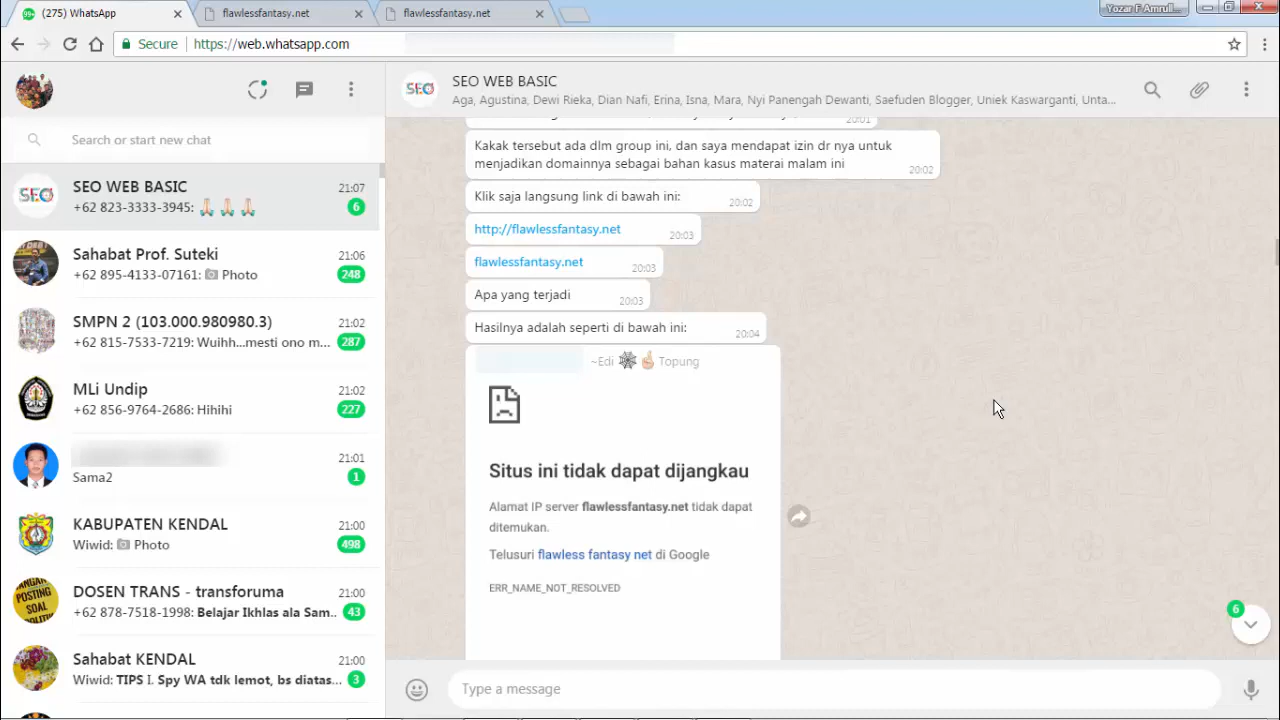 (275) WhatsApp
flawlessfantasy.net
flawlessfantasy.net
Yozar F Amrull...
Secure
https://web.whatsapp.com
Search or start new chat
SEO WEB BASIC
21:07
+62 823-3333-3945: 🙏🏻 🙏🏻 🙏🏻
6
Sahabat Prof. Suteki
21:06
+62 895-4133-07161: 📷 Photo
248
SMPN 2 (103.000.980980.3)
21:02
+62 815-7533-7219: Wuihh...mesti ono m...
287
MLi Undip
21:02
+62 856-9764-2686: Hihihi
227
21:01
Sama2
1
KABUPATEN KENDAL
21:00
Wiwid: 📷 Photo
498
DOSEN TRANS - transforuma
21:00
+62 878-7518-1998: Belajar Ikhlas ala Sam..
43
Sahabat KENDAL
21:00
Wiwid: TIPS I. Spy WA tdk lemot, bs diatas...
3
SEO
SEO WEB BASIC
Aga, Agustina, Dewi Rieka, Dian Nafi, Erina, Isna, Mara, Nyi Panengah Dewanti, Saefuden Blogger, Uniek Kaswarganti, Unta...
20:01
Kakak tersebut ada dlm group ini, dan saya mendapat izin dr nya untuk
menjadikan domainnya sebagai bahan kasus materai malam ini
20:02
Klik saja langsung link di bawah ini:
20:02
http://flawlessfantasy.net
20:03
flawlessfantasy.net
20:03
Apa yang terjadi
20:03
Hasilnya adalah seperti di bawah ini:
20:04
~Edi 🕸 ☝🏼 Topung
Situs ini tidak dapat dijangkau
Alamat IP server flawlessfantasy.net tidak dapat
ditemukan.
Telusuri flawless fantasy net di Google
ERR_NAME_NOT_RESOLVED
6
Type a message